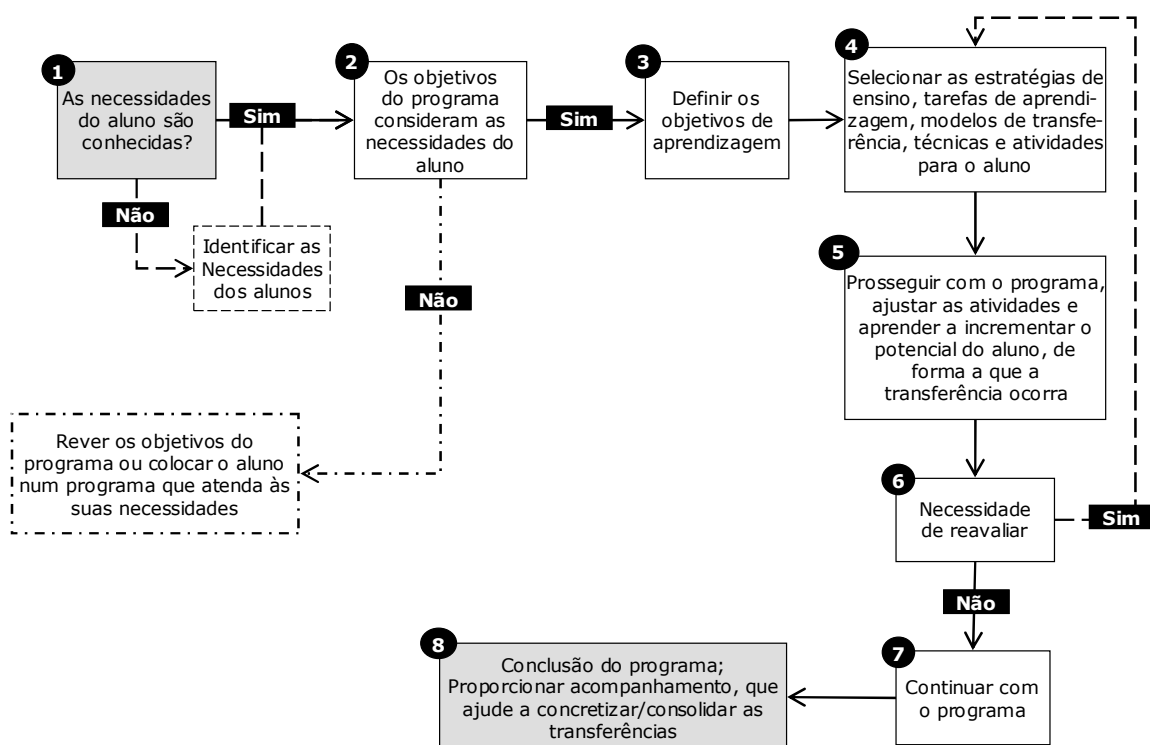 1
As necessidades
do aluno são
conhecidas?
Sim
Não
Identificar as
Necessidades
dos alunos
2
Os objetivos
do programa
consideram as
necessidades do
aluno
Sim
Não
Rever os objetivos do
programa ou colocar o aluno
num programa que atenda às
suas necessidades
3
Definir os
objetivos de
aprendizagem
4
Selecionar as estratégias de
ensino, tarefas de aprendi-
zagem, modelos de transfe-
rência, técnicas e atividades
para o aluno
5
Prosseguir com o programa,
ajustar as atividades e
aprender a incrementar o
potencial do aluno, de
forma a que a
transferência ocorra
6
Necessidade
de reavaliar
Sim
Não
7
Continuar com
o programa
8
Conclusão do programa;
Proporcionar acompanhamento, que
ajude a concretizar/consolidar as
transferências